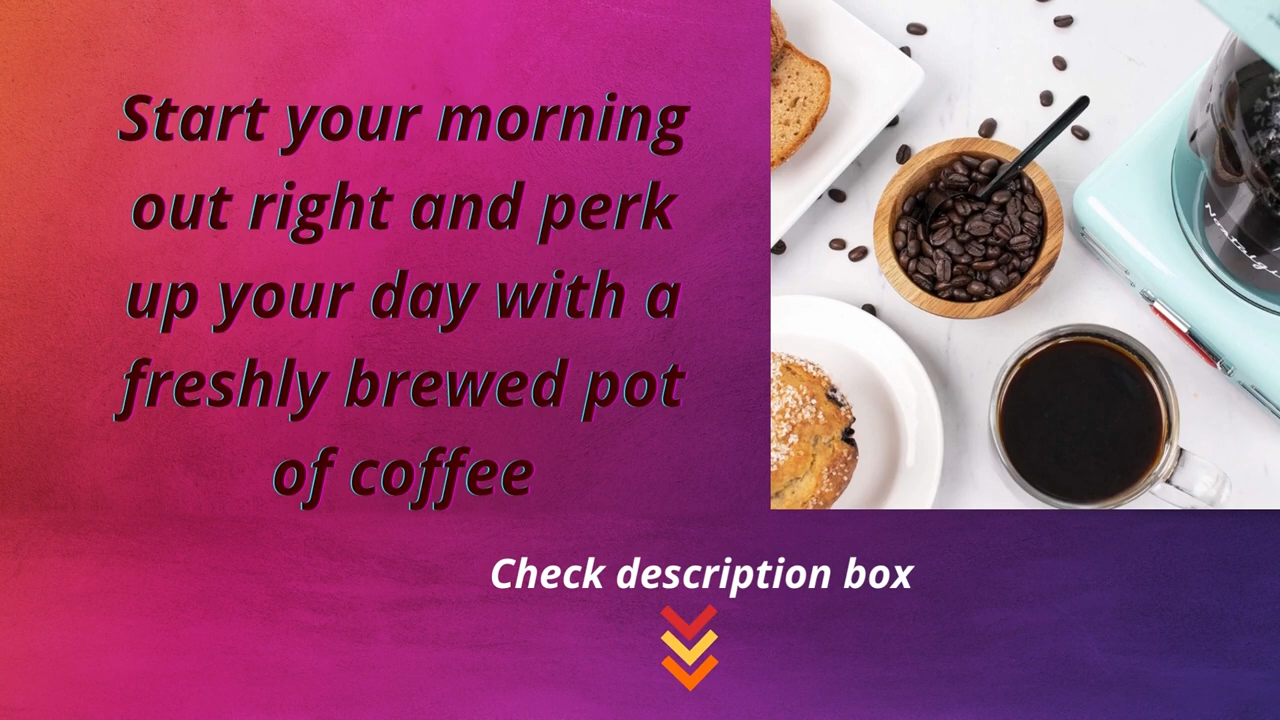 Start your morning
out right and perk
up your day with a
freshly brewed pot
of coffee
Check description box